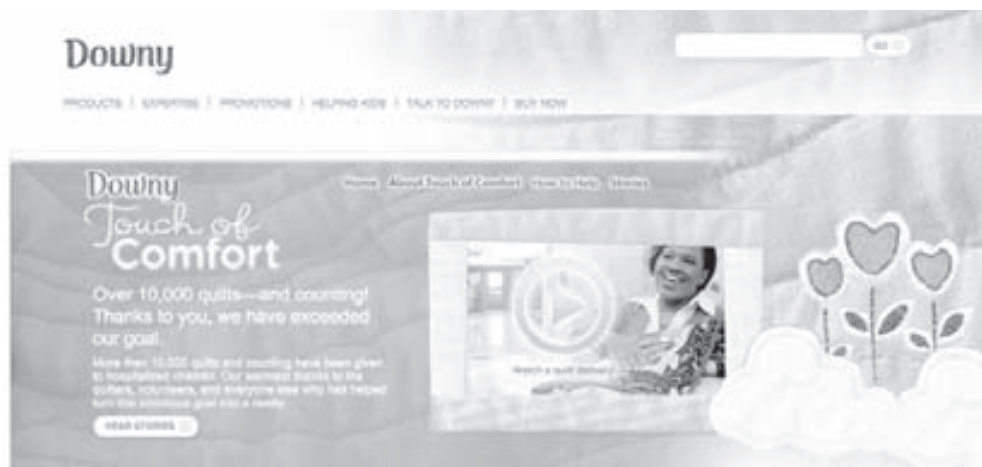 Downy
GO
PRODUCTS | EXPERTISE | PROMOTIONS | HELPING KIDS | TALK TO DOWNY | BUY NOW
Downy
Touch of
Comfort
Home About Touch of Comfort How to Help Stories
Over 10,000 quilts—and counting!
Thanks to you, we have exceeded
our goal.
More than 10,000 quilts and counting have been given
to hospitalized children. Our warmest thanks to the
quilters, volunteers, and everyone else who had helped
turn this ambitious goal into a reality.
READ STORIES
Watch a quilt delivery